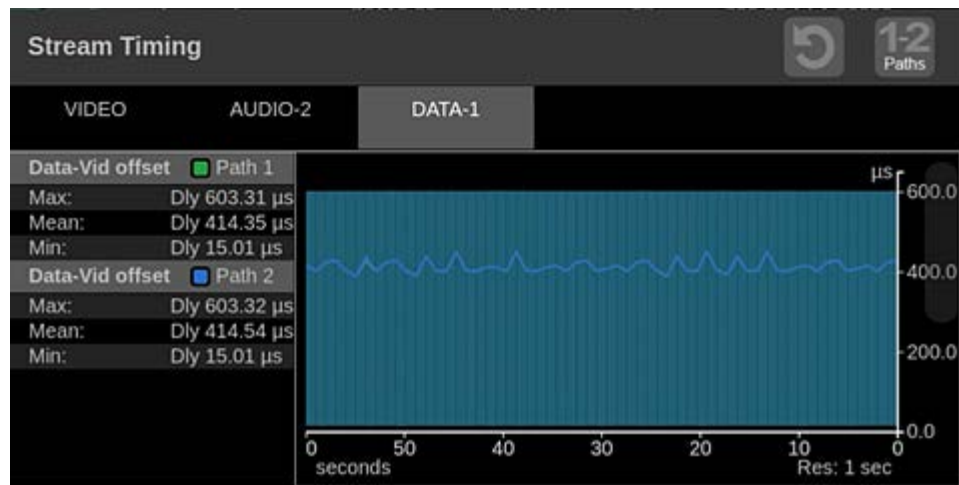 Stream Timing
1-2
Paths
VIDEO AUDIO-2 DATA-1
Data-Vid offset Path 1
Max: Dly 603.31 µs
Mean: Dly 414.35 µs
Min: Dly 15.01 µs
Data-Vid offset Path 2
Max: Dly 603.32 µs
Mean: Dly 414.54 µs
Min: Dly 15.01 µs
µs
600.0
400.0
200.0
0.0
0 50 40 30 20 10 0
seconds Res: 1 sec